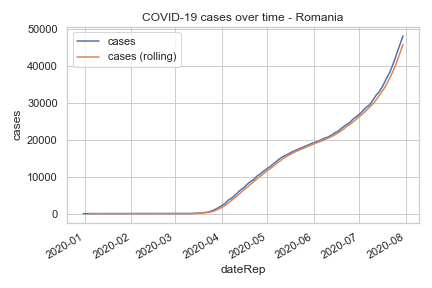 COVID-19 cases over time - Romania
cases
cases (rolling)
50000
40000
30000
20000
10000
0
cases
2020-01
2020-02
2020-03
2020-04
2020-05
2020-06
2020-07
2020-08
dateRep